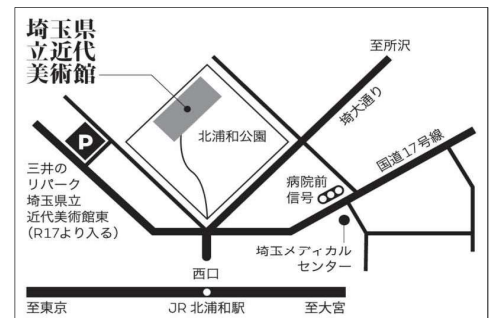 埼玉県
立近代
美術館
至所沢
埼大通り
北浦和公園
国道17号線
P
三井の
リパーク
埼玉県立
近代美術館東
(R17より入る)
病院前
信号
埼玉メディカル
センター
西口
至東京
JR 北浦和駅
至大宮